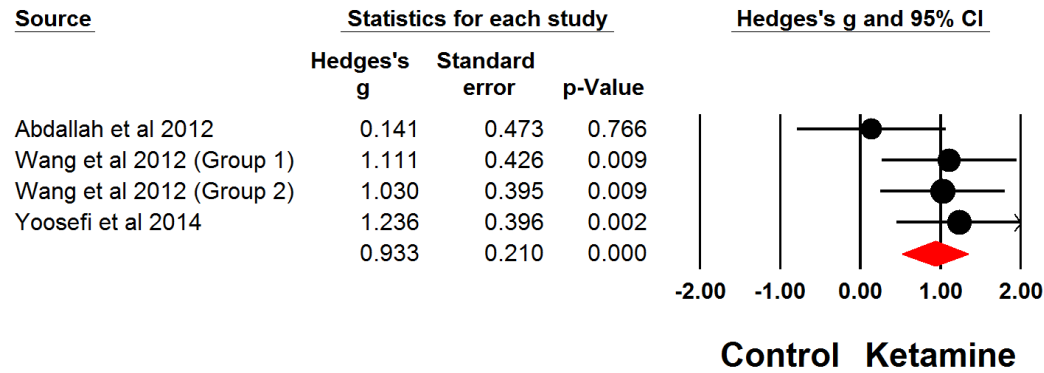 Source Statistics for each study Hedges's g and 95% CI
Hedges's g Standard error p-Value
Abdallah et al 2012 0.141 0.473 0.766
Wang et al 2012 (Group 1) 1.111 0.426 0.009
Wang et al 2012 (Group 2) 1.030 0.395 0.009
Yoosefi et al 2014 1.236 0.396 0.002
0.933 0.210 0.000
-2.00 -1.00 0.00 1.00 2.00
Control Ketamine